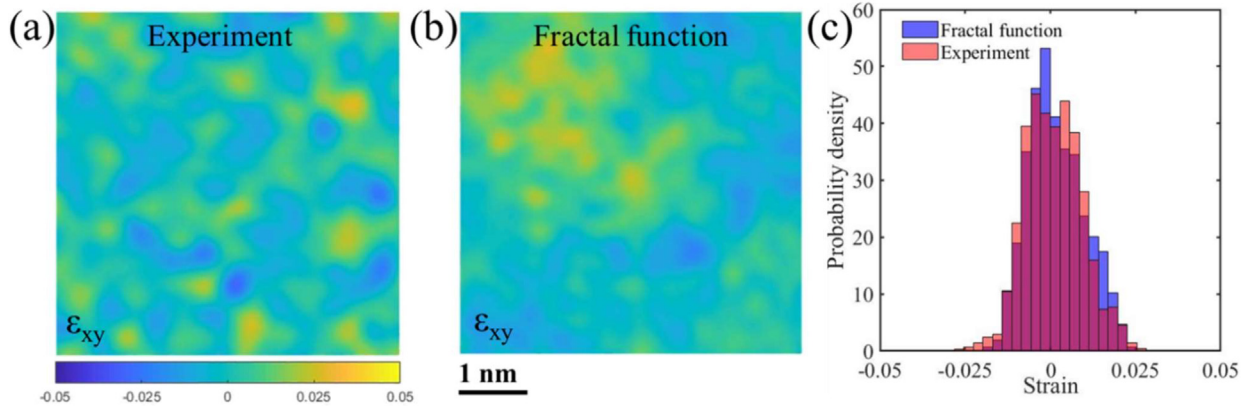 (a)
Experiment
εxy
-0.05 -0.025 0 0.025 0.05
(b)
Fractal function
εxy
1 nm
(c)
Fractal function
Experiment
Probability density
60
50
40
30
20
10
0
-0.05 -0.025 0 0.025 0.05
Strain